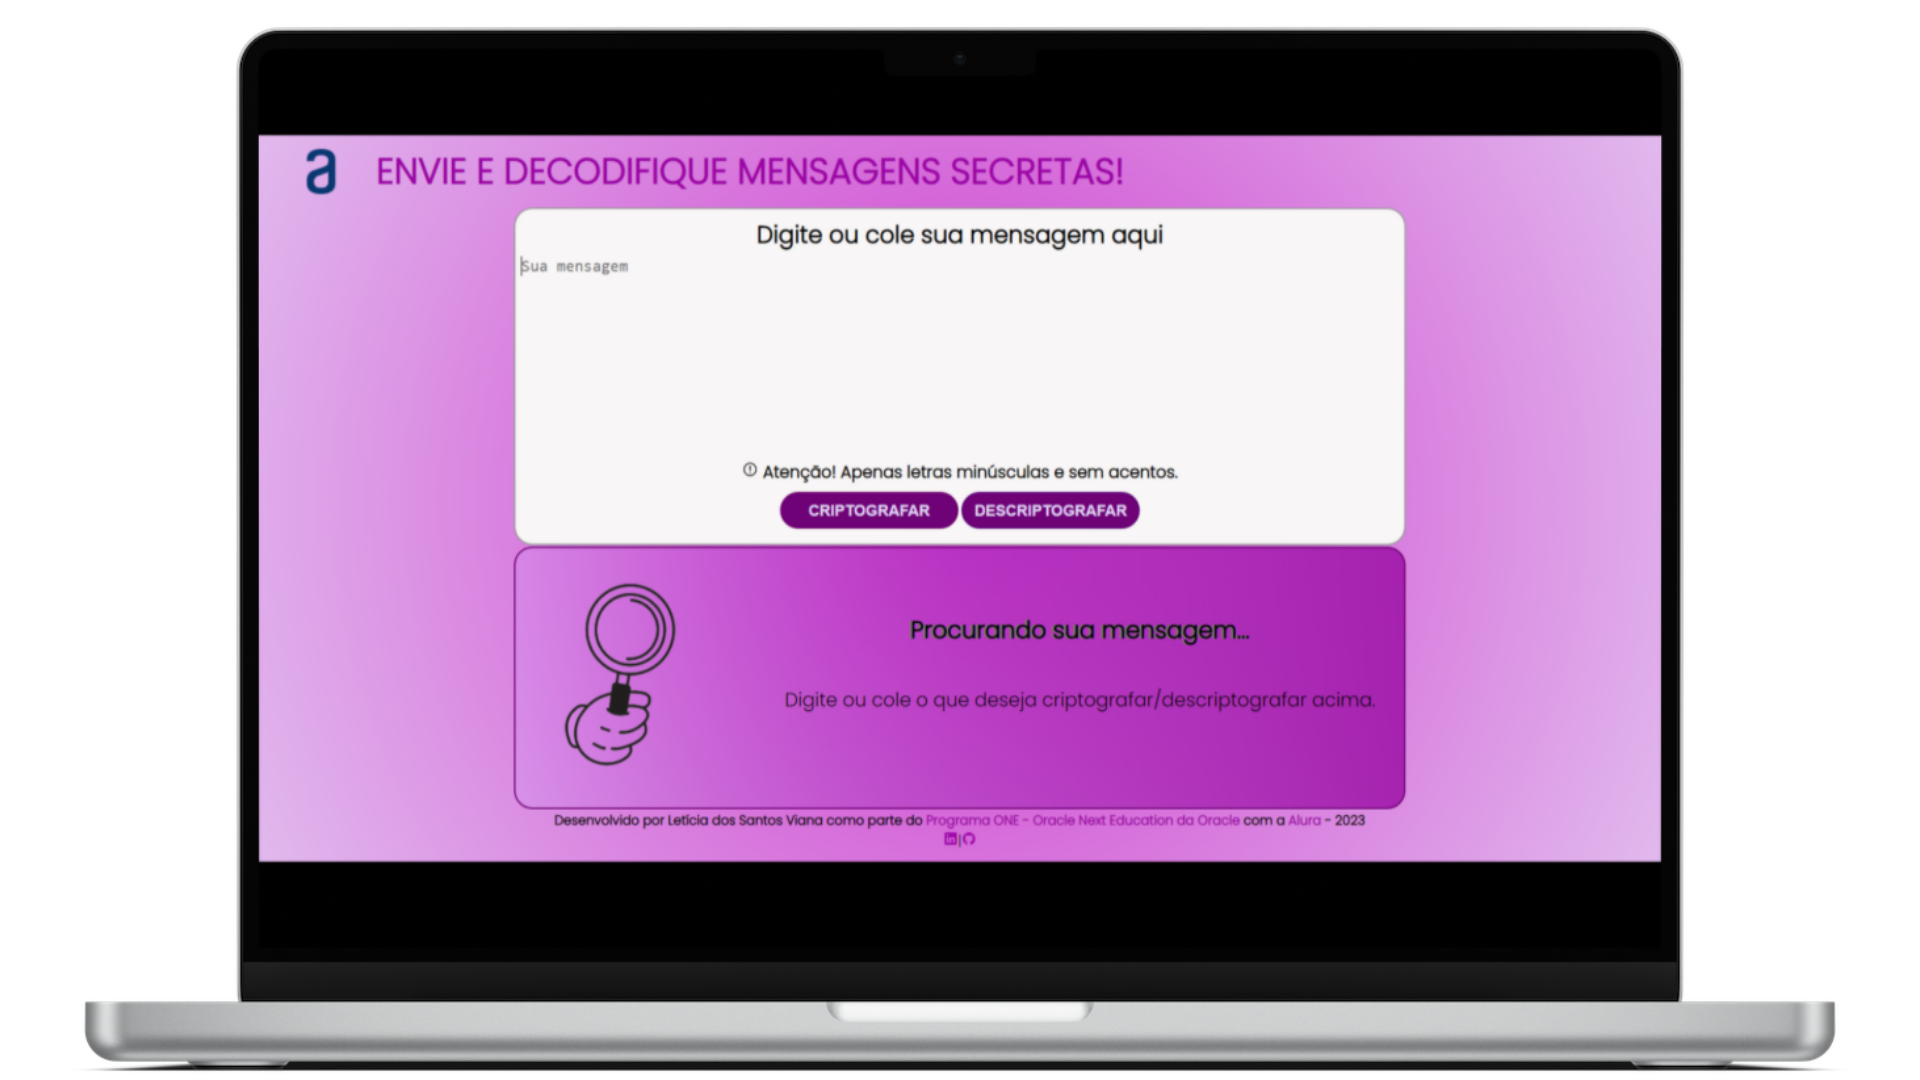 a
ENVIE E DECODIFIQUE MENSAGENS SECRETAS!
Digite ou cole sua mensagem aqui
Sua mensagem
Atenção! Apenas letras minúsculas e sem acentos.
CRIPTOGRAFAR DESCRIPTOGRAFAR
Procurando sua mensagem...
Digite ou cole o que deseja criptografar/descriptografar acima.
Desenvolvido por Letícia dos Santos Viana como parte do Programa ONE - Oracle Next Education da Oracle com a Alura - 2023
in|